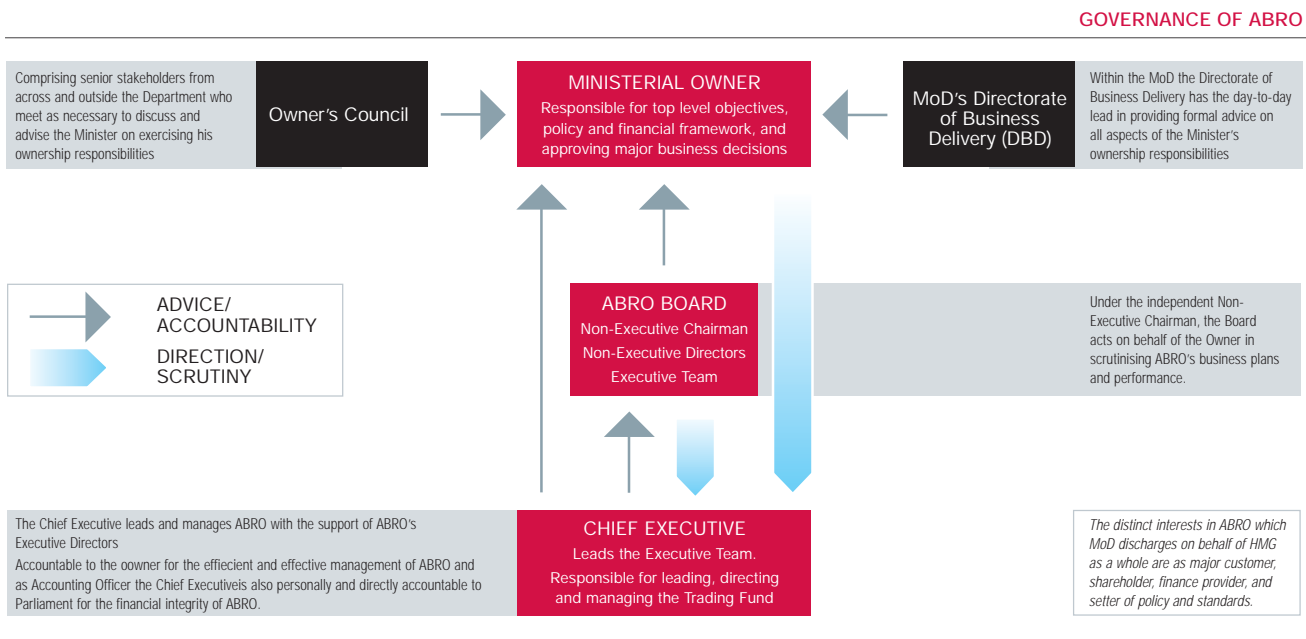 GOVERNANCE OF ABRO
Comprising senior stakeholders from
across and outside the Department who
meet as necessary to discuss and
advise the Minister on exercising his
ownership responsibilities
Owner's Council
MINISTERIAL OWNER
Responsible for top level objectives,
policy and financial framework, and
approving major business decisions
MoD's Directorate
of Business
Delivery (DBD)
Within the MoD the Directorate of
Business Delivery has the day-to-day
lead in providing formal advice on
all aspects of the Minister's
ownership responsibilities
ADVICE/
ACCOUNTABILITY
DIRECTION/
SCRUTINY
ABRO BOARD
Non-Executive Chairman
Non-Executive Directors
Executive Team
Under the independent Non-
Executive Chairman, the Board
acts on behalf of the Owner in
scrutinising ABRO's business plans
and performance.
The Chief Executive leads and manages ABRO with the support of ABRO's
Executive Directors
Accountable to the oowner for the effiecient and effective management of ABRO and
as Accounting Officer the Chief Executiveis also personally and directly accountable to
Parliament for the financial integrity of ABRO.
CHIEF EXECUTIVE
Leads the Executive Team.
Responsible for leading, directing
and managing the Trading Fund
The distinct interests in ABRO which
MoD discharges on behalf of HMG
as a whole are as major customer,
shareholder, finance provider, and
setter of policy and standards.